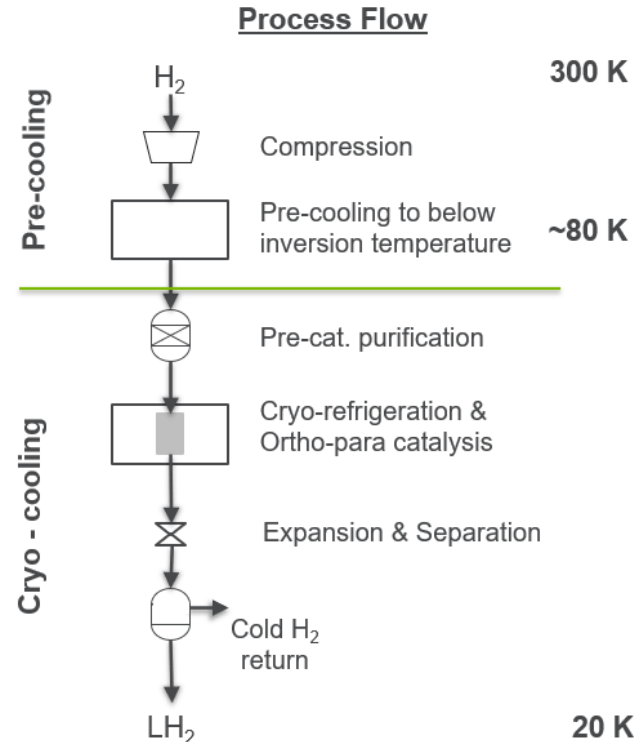 Process Flow
Pre-cooling
H₂
300 K
Compression
Pre-cooling to below
inversion temperature
~80 K
Cryo - cooling
Pre-cat. purification
Cryo-refrigeration &
Ortho-para catalysis
Expansion & Separation
Cold H₂
return
LH₂
20 K